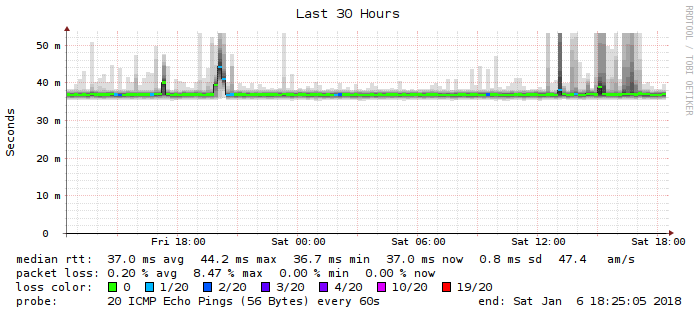 Last 30 Hours
RRDTOOL / TOBI OETIKER
Seconds
50 m
40 m
30 m
20 m
10 m
0
Fri 18:00 Sat 00:00 Sat 06:00 Sat 12:00 Sat 18:00
median rtt: 37.0 ms avg 44.2 ms max 36.7 ms min 37.0 ms now 0.8 ms sd 47.4 am/s
packet loss: 0.20 % avg 8.47 % max 0.00 % min 0.00 % now
loss color: 0 1/20 2/20 3/20 4/20 10/20 19/20
probe: 20 ICMP Echo Pings (56 Bytes) every 60s end: Sat Jan 6 18:25:05 2018